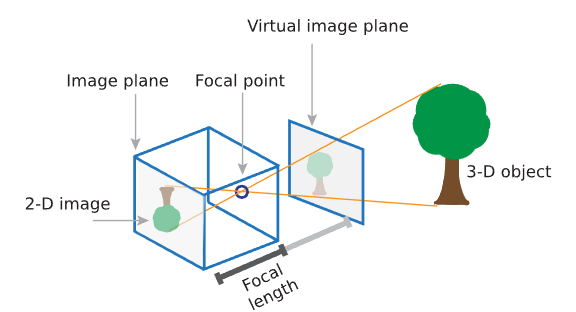 Virtual image plane
Image plane
Focal point
3-D object
2-D image
Focal
length